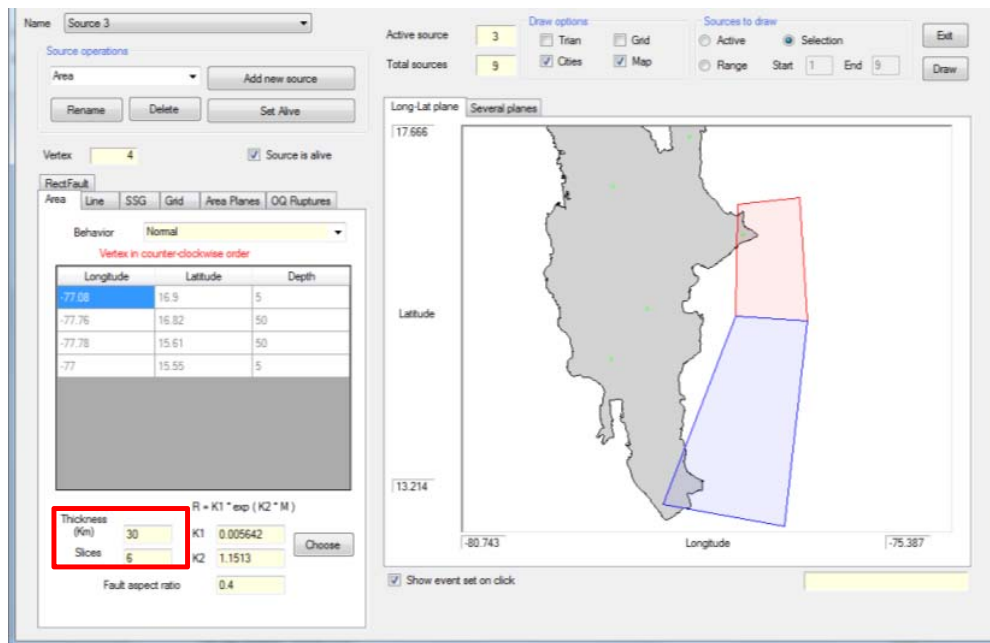 Name Source 3
Source operations
Area Add new source
Rename Delete Set Alive
Vertex 4 Source is alive
RectFault
Area Line SSG Grid Area Planes OQ Ruptures
Behavior Normal
Vertex in counter-clockwise order
Longitude Latitude Depth
-77.08 16.9 5
-77.76 16.82 50
-77.78 15.61 50
-77 15.55 5
R = K1 * exp ( K2 * M )
Thickness
(Km) 30 K1 0.005642
Choose
Slices 6 K2 1.1513
Fault aspect ratio 0.4
Active source 3
Total sources 9
Draw options
Trian Grid
Cities Map
Sources to draw
Active Selection
Range Start 1 End 9
Exit
Draw
Long-Lat plane Several planes
17.666
Latitude
13.214
-80.743 Longitude -75.387
Show event set on click